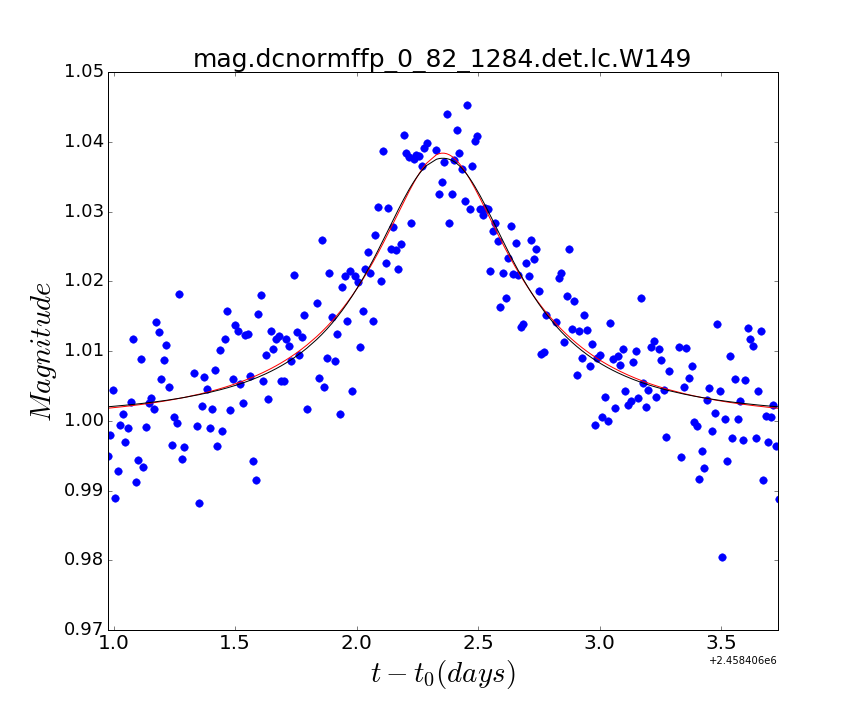 mag.dcnormffp_0_82_1284.det.lc.W149
1.05
1.04
1.03
1.02
1.01
1.00
0.99
0.98
0.97
Magnitude
1.0 1.5 2.0 2.5 3.0 3.5
+2.458406e6
t − t₀(days)